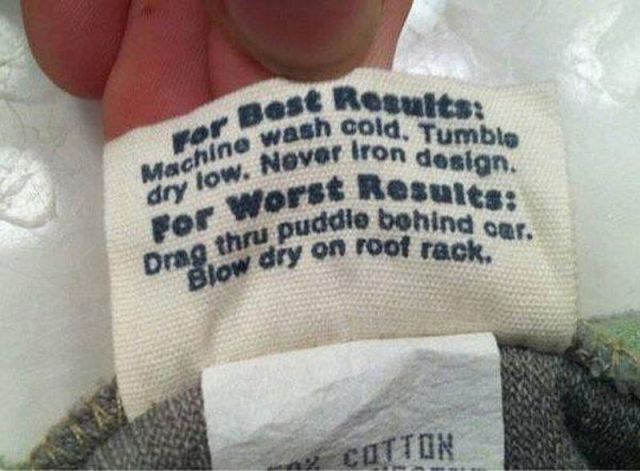 For Best Results:
Machine wash cold. Tumble
dry low. Never iron design.
For Worst Results:
Drag thru puddle behind car.
Blow dry on roof rack.
COTTON